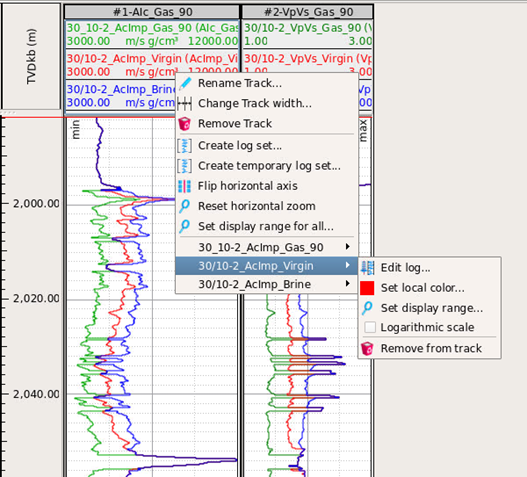 #1-Alc_Gas_90
#2-VpVs_Gas_90
TVDkb (m)
30_10-2_AcImp_Gas_90 (Alc_Gas
3000.00 m/s g/cm³ 12000.00
30/10-2_VpVs_Gas_90 (V
1.00 3.00
30/10-2_AcImp_Virgin (AcImp_Vi
3000.00 m/s g/cm³ 12000.00
30/10-2_VpVs_Virgin (Vp
1.00 3.00
30/10-2_AcImp_Brine
3000.00 m/s g/cm³
Vp
3.00
min
max
Rename Track...
Change Track width...
Remove Track
Create log set...
Create temporary log set...
Flip horizontal axis
Reset horizontal zoom
Set display range for all...
30_10-2_AcImp_Gas_90
30/10-2_AcImp_Virgin
30/10-2_AcImp_Brine
Edit log...
Set local color...
Set display range...
Logarithmic scale
Remove from track
2,000.00
2,020.00
2,040.00